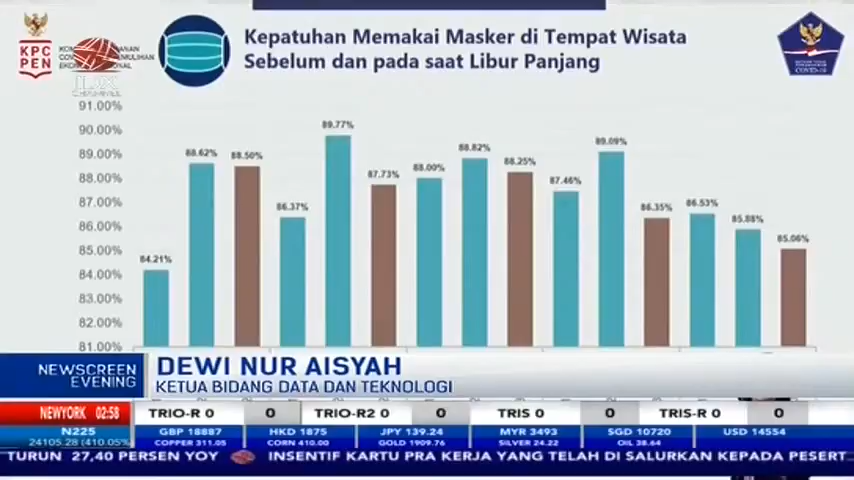 KPC
PEN
IDX
Kepatuhan Memakai Masker di Tempat Wisata
Sebelum dan pada saat Libur Panjang
COVID-19
91.00%
90.00%
89.00%
88.00%
87.00%
86.00%
85.00%
84.00%
83.00%
82.00%
81.00%
84.21%
88.62%
88.50%
86.37%
89.77%
87.73%
88.00%
88.82%
88.25%
87.46%
89.09%
86.35%
86.53%
85.88%
85.06%
NEWSCREEN
EVENING
DEWI NUR AISYAH
KETUA BIDANG DATA DAN TEKNOLOGI
NEWYORK 02:58
TRIO-R 0 0 TRIO-R2 0 0 TRIS 0 0 TRIS-R 0 0
N225
24105.28 (410.05%)
GBP 18887 HKD 1875 JPY 139.24 MYR 3493 SGD 10720 USD 14554
COPPER 311.05 CORN 410.00 GOLD 1909.76 SILVER 24.22 OIL 38.64
TURUN 27,40 PERSEN YOY INSENTIF KARTU PRA KERJA YANG TELAH DI SALURKAN KEPADA PESERT